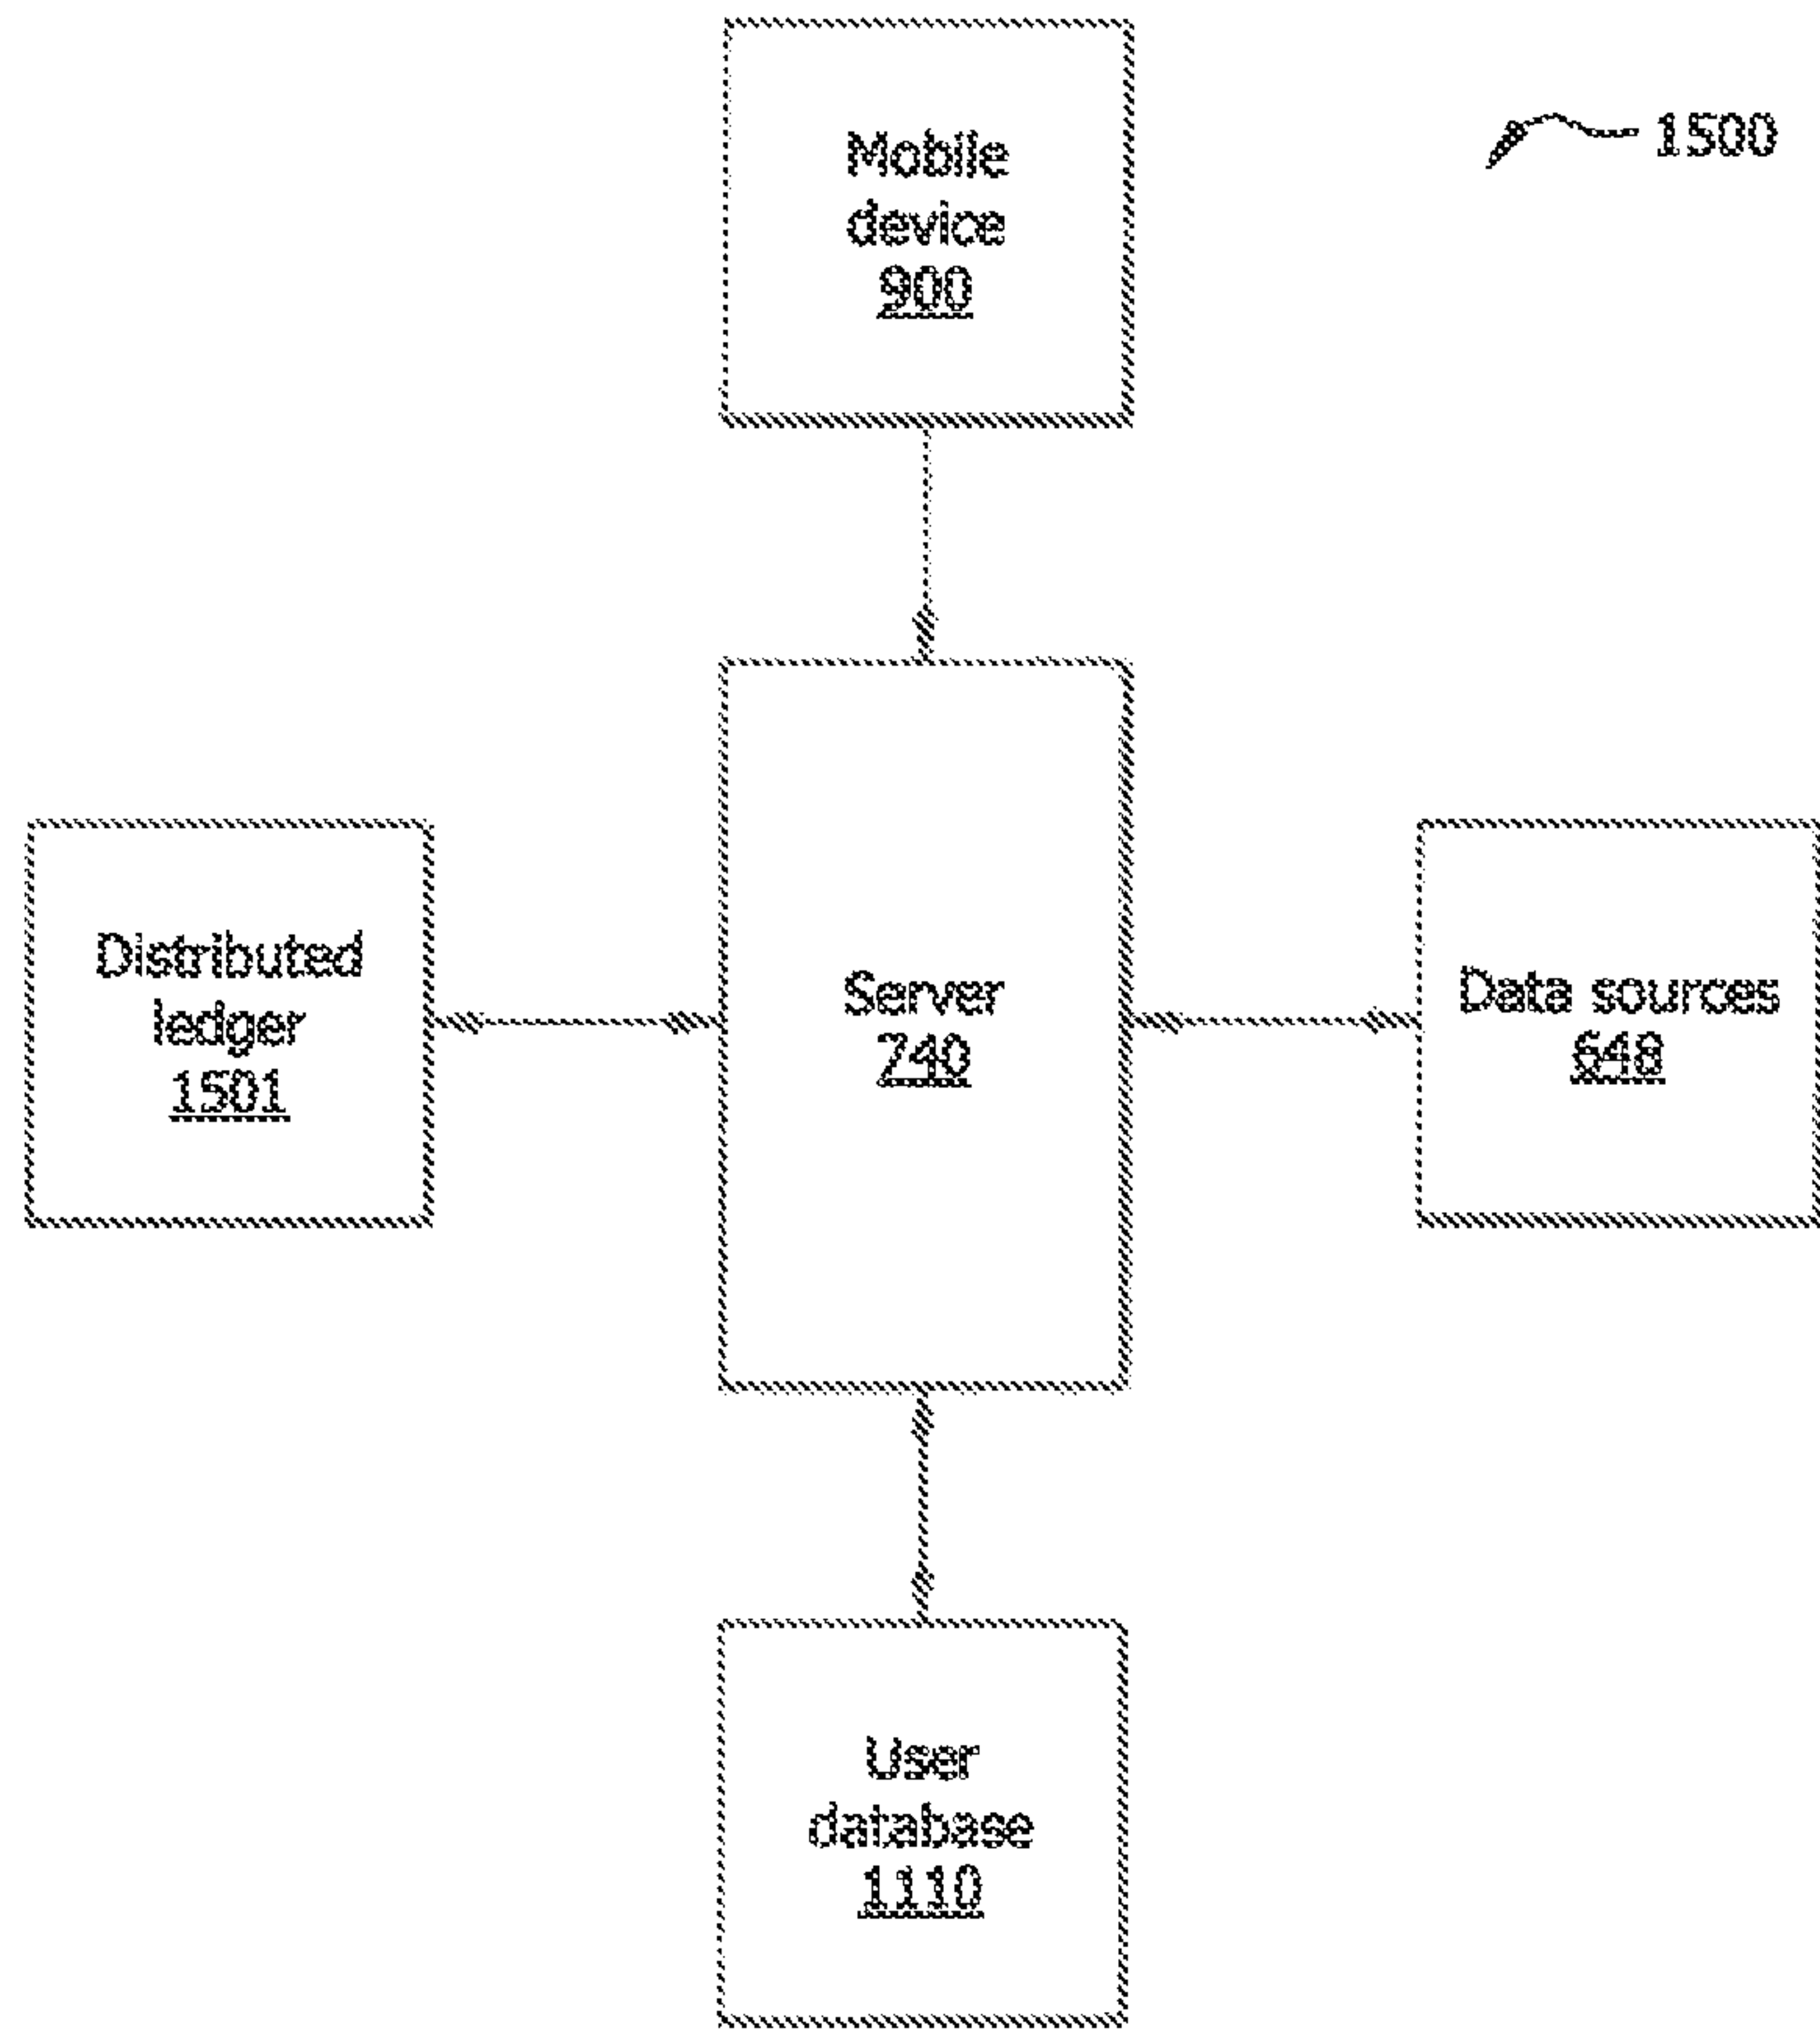 Mobile
device
900
1500
Distributed
ledger
1501
Server
740
Data sources
648
User
database
1110